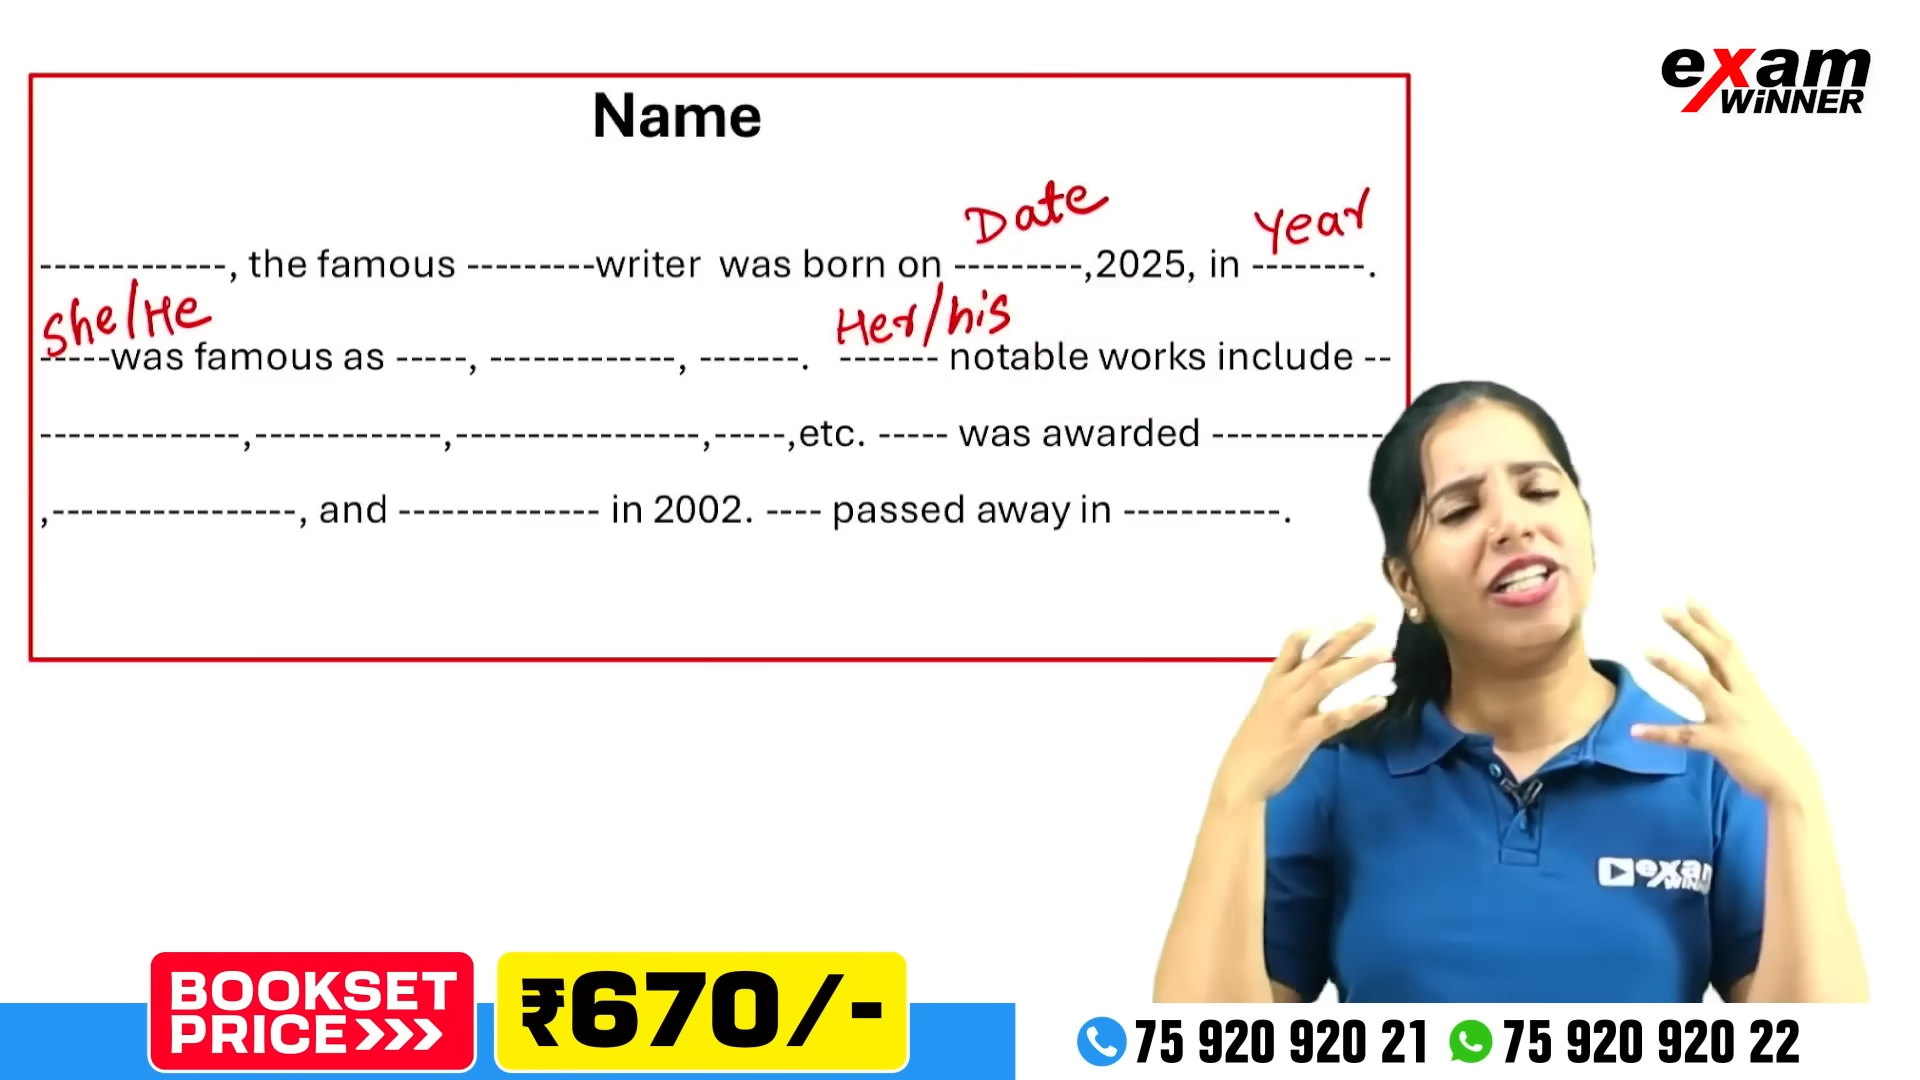 exam
WiNNER
Name
Date
Year
--------------, the famous ---------writer was born on ---------,2025, in --------.
She/He
Her/his
-----was famous as -----, -------------, -------. ------- notable works include --
--------------,-------------,-----------------,-----,etc. ----- was awarded ------------
,-----------------, and -------------- in 2002. ---- passed away in -----------.
exam
WINN
BOOKSET
PRICE >>>
₹670/-
75 920 920 21
75 920 920 22